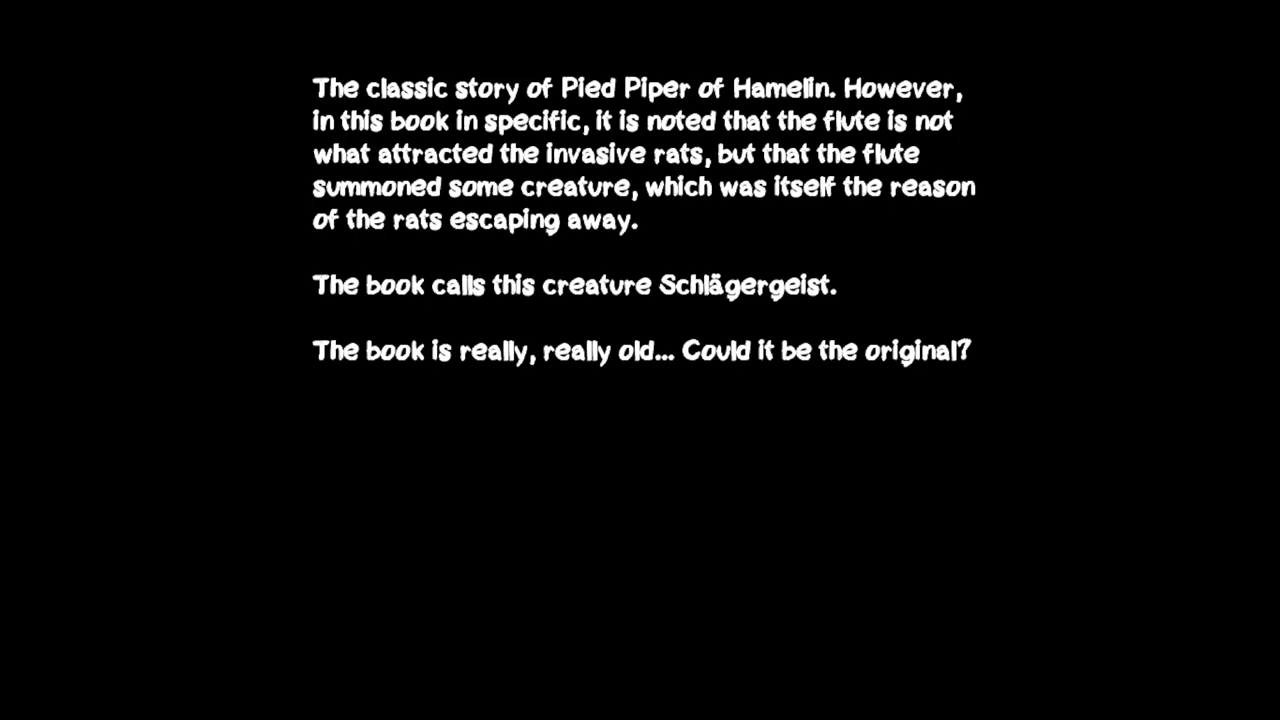 The classic story of Pied Piper of Hamelin. However,
in this book in specific, it is noted that the flute is not
what attracted the invasive rats, but that the flute
summoned some creature, which was itself the reason
of the rats escaping away.
The book calls this creature Schlägergeist.
The book is really, really old... Could it be the original?